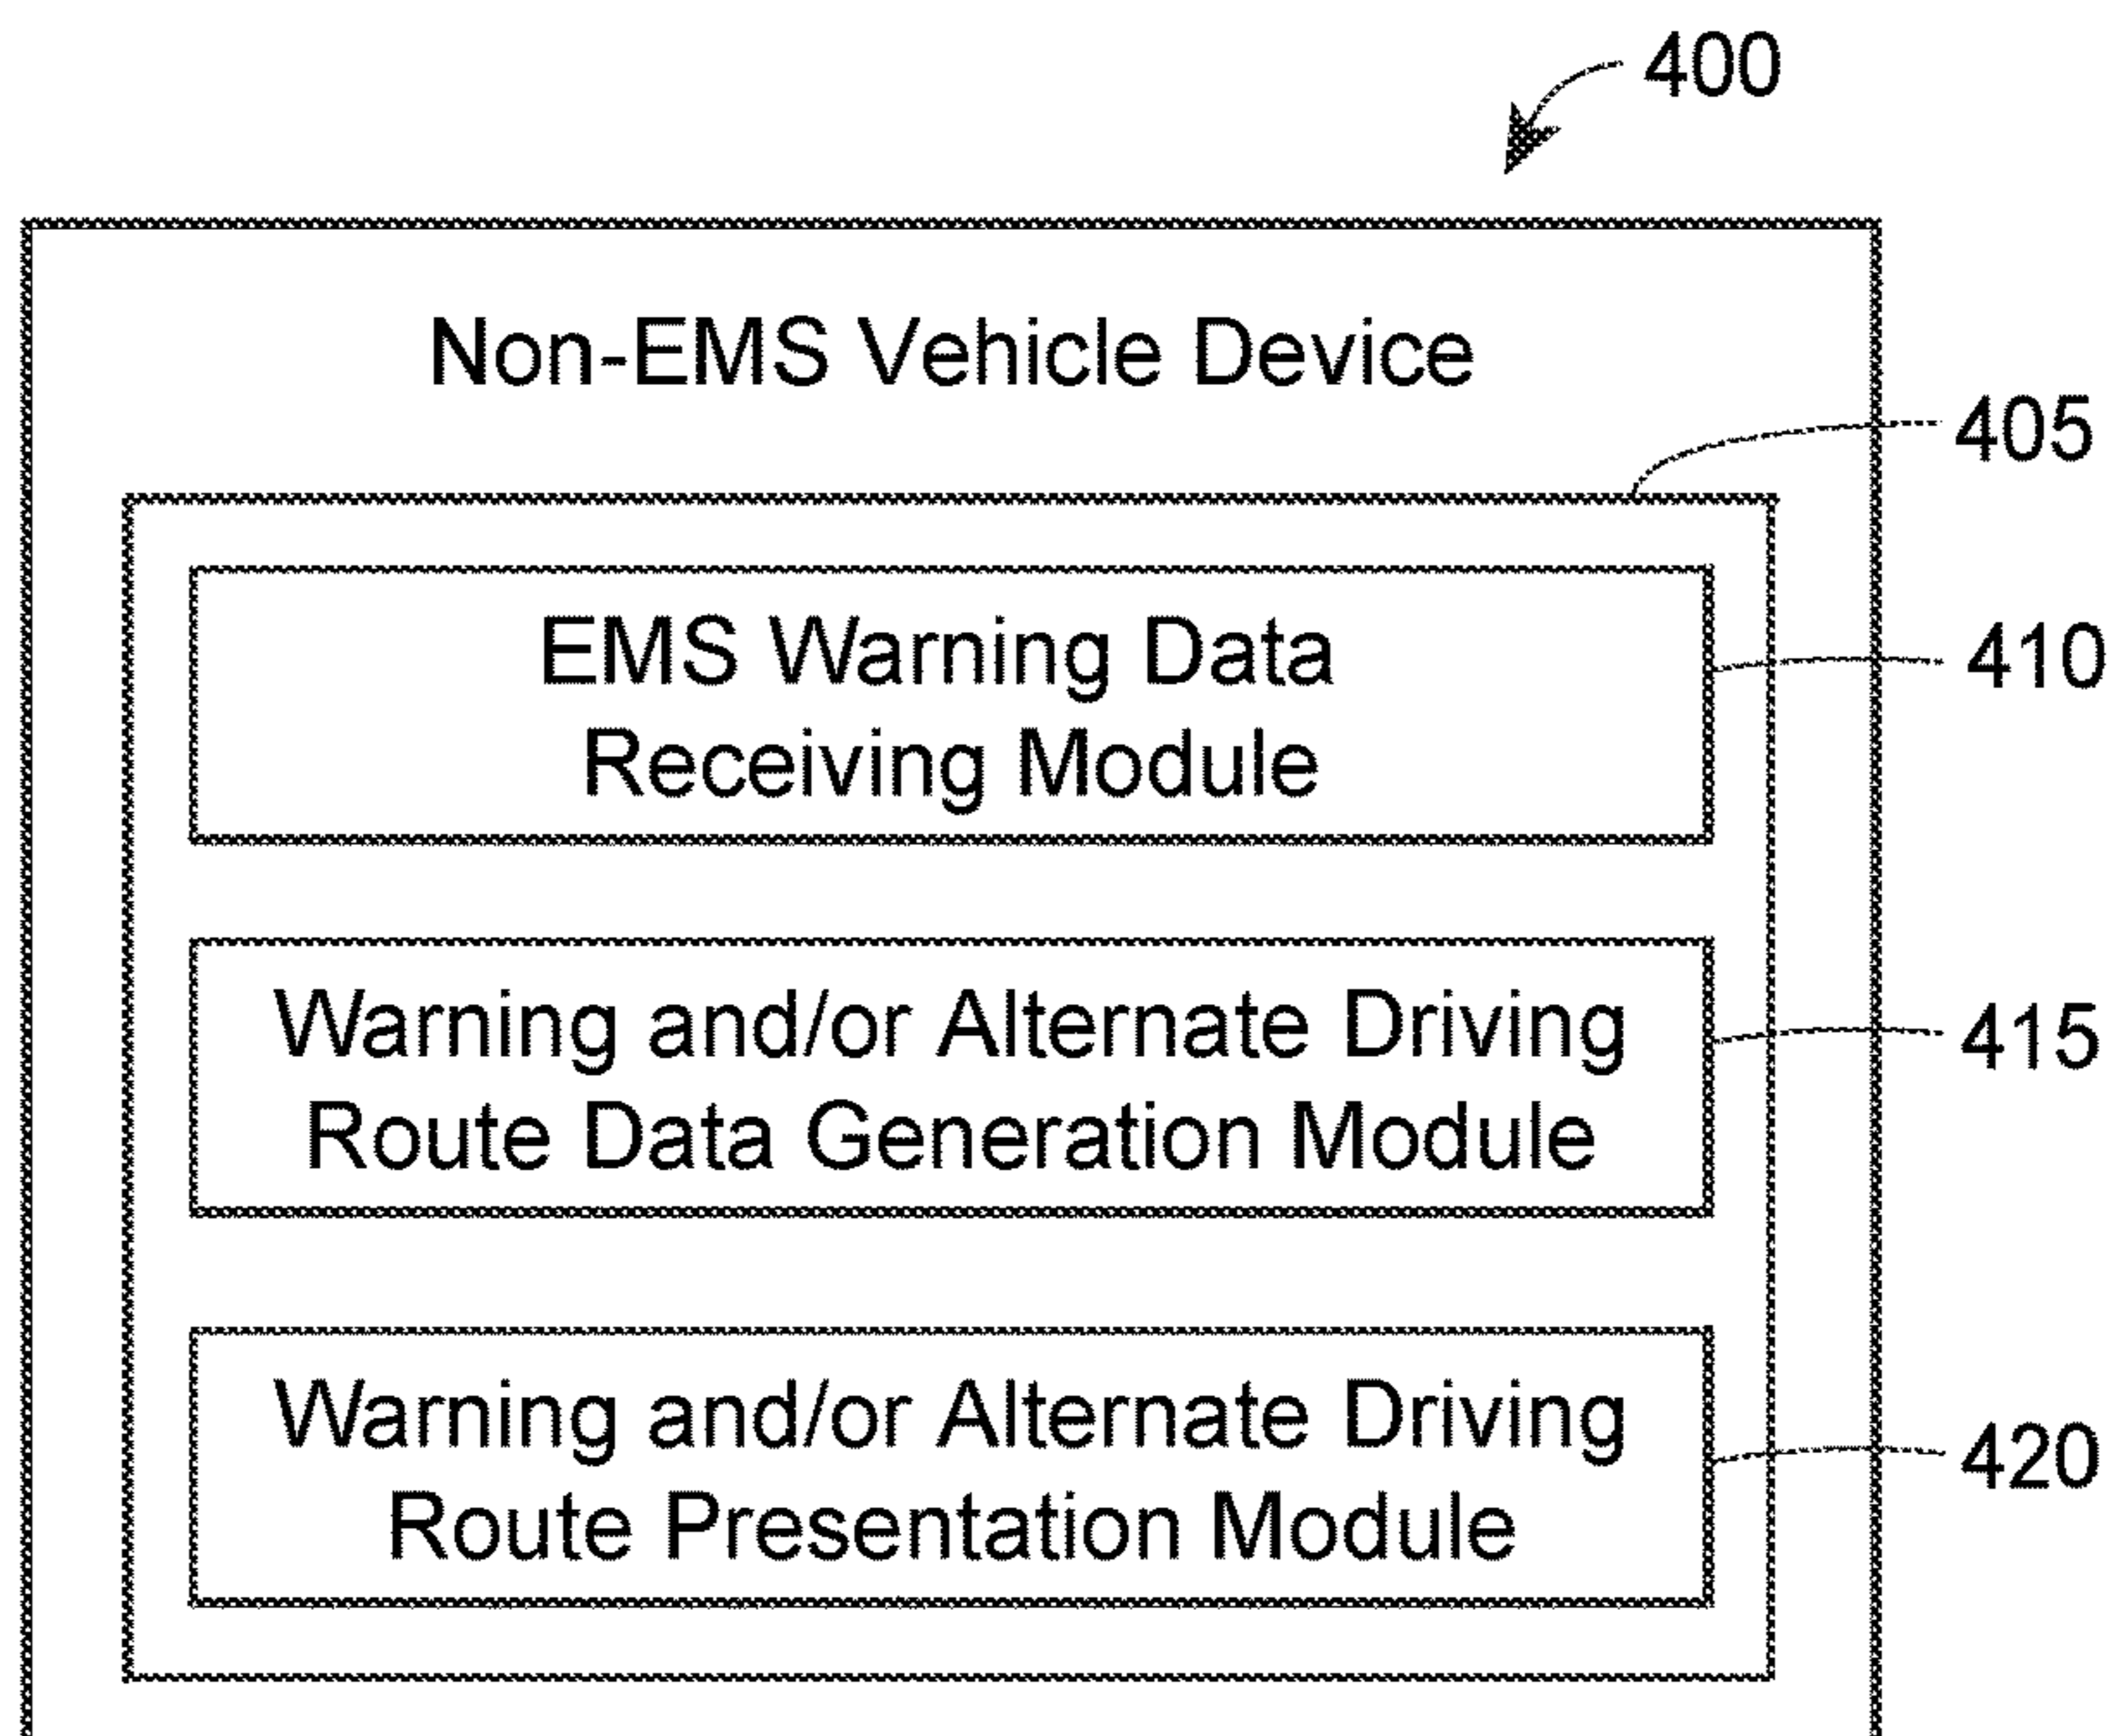 400
Non-EMS Vehicle Device
405
EMS Warning Data
Receiving Module
410
Warning and/or Alternate Driving
Route Data Generation Module
415
Warning and/or Alternate Driving
Route Presentation Module
420